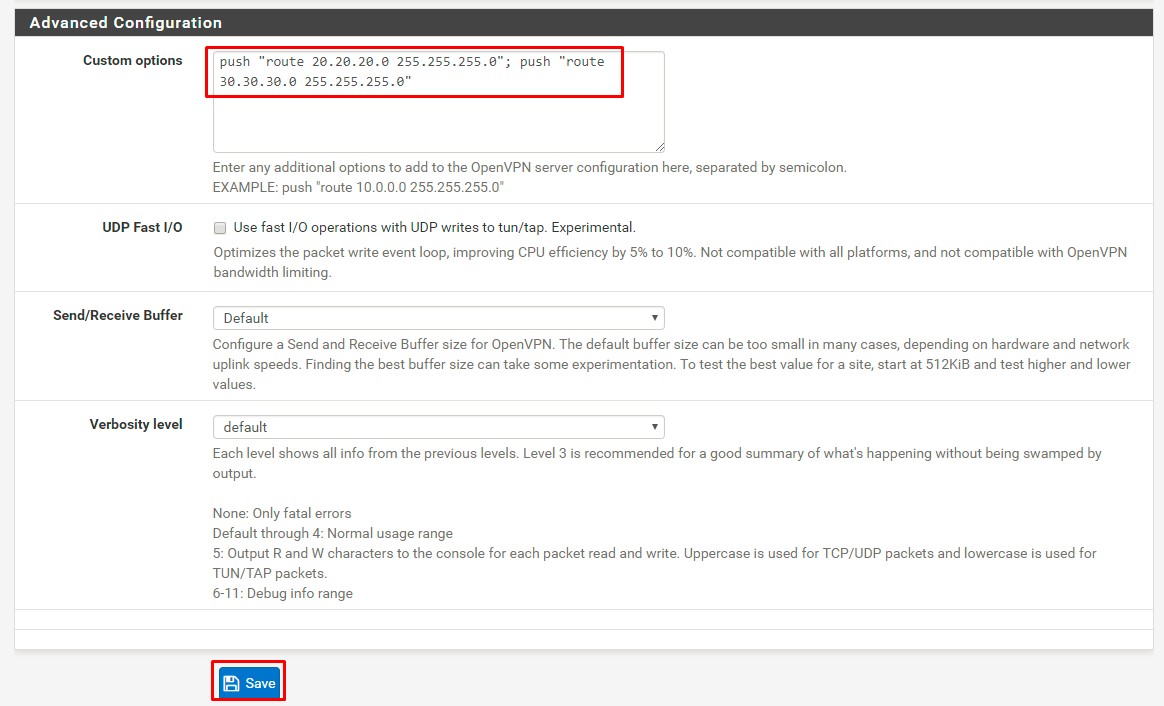 Advanced Configuration
Custom options
push "route 20.20.20.0 255.255.255.0"; push "route
30.30.30.0 255.255.255.0"
Enter any additional options to add to the OpenVPN server configuration here, separated by semicolon.
EXAMPLE: push "route 10.0.0.0 255.255.255.0"
UDP Fast I/O
Use fast I/O operations with UDP writes to tun/tap. Experimental.
Optimizes the packet write event loop, improving CPU efficiency by 5% to 10%. Not compatible with all platforms, and not compatible with OpenVPN
bandwidth limiting.
Send/Receive Buffer
Default
Configure a Send and Receive Buffer size for OpenVPN. The default buffer size can be too small in many cases, depending on hardware and network
uplink speeds. Finding the best buffer size can take some experimentation. To test the best value for a site, start at 512KiB and test higher and lower
values.
Verbosity level
default
Each level shows all info from the previous levels. Level 3 is recommended for a good summary of what's happening without being swamped by
output.
None: Only fatal errors
Default through 4: Normal usage range
5: Output R and W characters to the console for each packet read and write. Uppercase is used for TCP/UDP packets and lowercase is used for
TUN/TAP packets.
6-11: Debug info range
Save